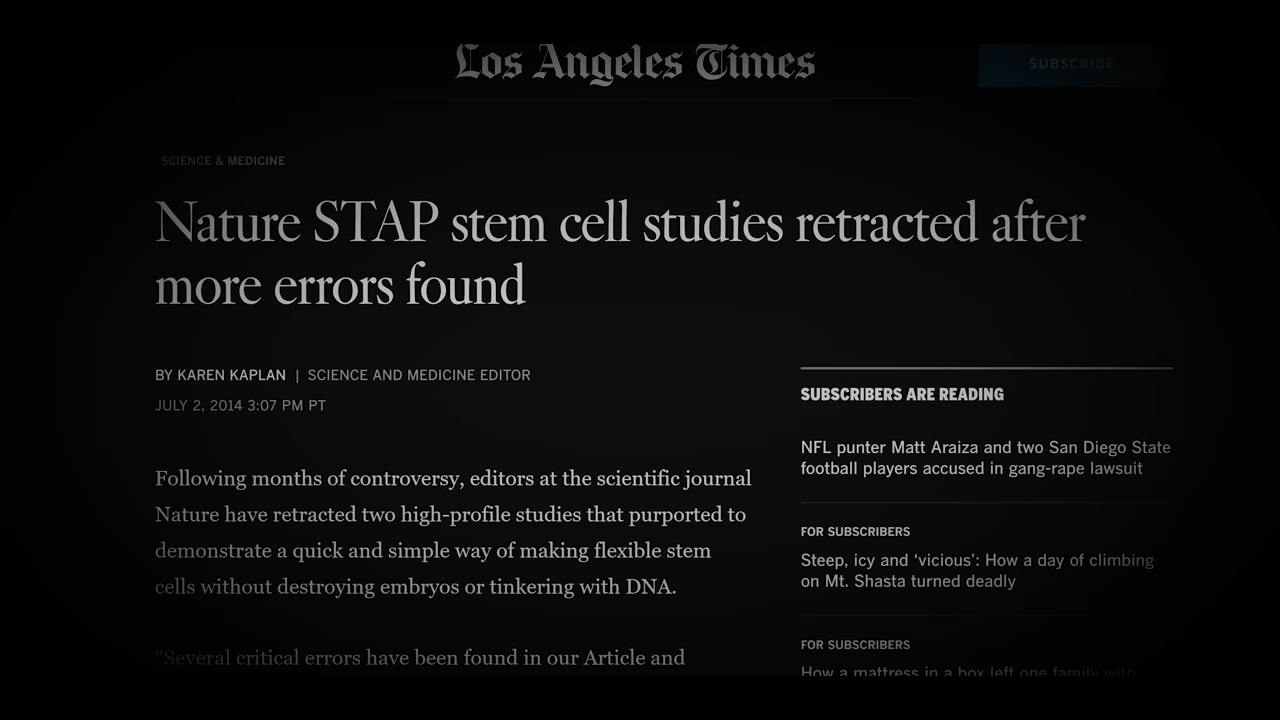 Los Angeles Times
SUBSCRIBE
SCIENCE & MEDICINE
Nature STAP stem cell studies retracted after
more errors found
BY KAREN KAPLAN | SCIENCE AND MEDICINE EDITOR
JULY 2, 2014 3:07 PM PT
Following months of controversy, editors at the scientific journal
Nature have retracted two high-profile studies that purported to
demonstrate a quick and simple way of making flexible stem
cells without destroying embryos or tinkering with DNA.
“Several critical errors have been found in our Article and
SUBSCRIBERS ARE READING
NFL punter Matt Araiza and two San Diego State
football players accused in gang-rape lawsuit
FOR SUBSCRIBERS
Steep, icy and ‘vicious’: How a day of climbing
on Mt. Shasta turned deadly
FOR SUBSCRIBERS
How a mattress in a box left one family with